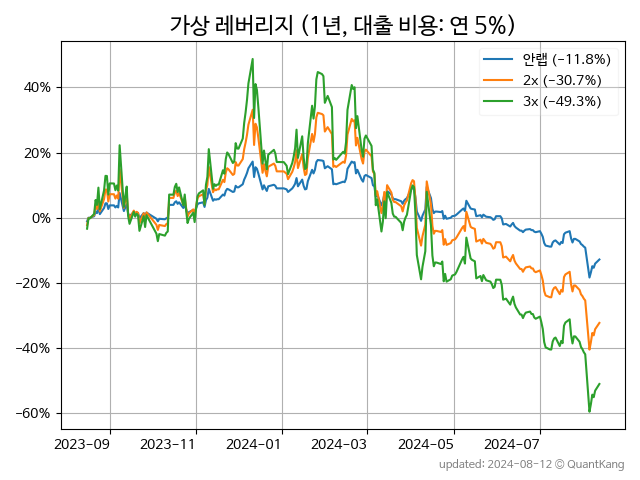 가상 레버리지 (1년, 대출 비용: 연 5%)
안랩 (−11.8%)
2x (−30.7%)
3x (−49.3%)
40%
20%
0%
−20%
−40%
−60%
2023-09 2023-11 2024-01 2024-03 2024-05 2024-07
updated: 2024-08-12 © QuantKang